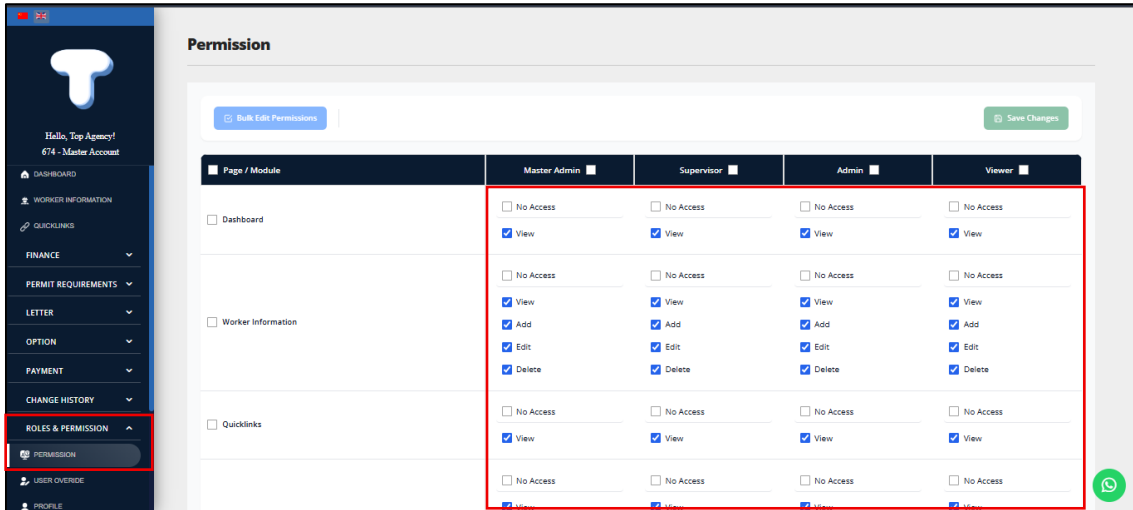 T
Hello, Top Agency!
674 - Master Account
DASHBOARD
WORKER INFORMATION
QUICKLINKS
FINANCE
PERMIT REQUIREMENTS
LETTER
OPTION
PAYMENT
CHANGE HISTORY
ROLES & PERMISSION
PERMISSION
USER OVERIDE
PROFILE
Permission
Bulk Edit Permissions
Save Changes
Page / Module Master Admin Supervisor Admin Viewer
Dashboard
No Access No Access No Access No Access
View View View View
Worker Information
No Access No Access No Access No Access
View View View View
Add Add Add Add
Edit Edit Edit Edit
Delete Delete Delete Delete
Quicklinks
No Access No Access No Access No Access
View View View View
No Access No Access No Access No Access
View View View View